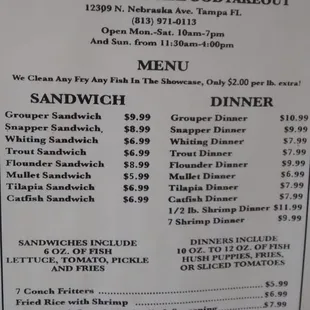 12309 N. Nebraska Ave. Tampa FL
(813) 971-0113
Open Mon.-Sat. 10am-7pm
And Sun. from 11:30am-4:00pm
MENU
We Clean Any Fry Any Fish In The Showcase, Only $2.00 per lb. extra!
SANDWICH
Grouper Sandwich $9.99
Snapper Sandwich, $8.99
Whiting Sandwich $6.99
Trout Sandwich $6.99
Flounder Sandwich $8.99
Mullet Sandwich $5.99
Tilapia Sandwich $6.99
Catfish Sandwich $6.99
DINNER
Grouper Dinner $10.99
Snapper Dinner $9.99
Whiting Dinner $7.99
Trout Dinner $7.99
Flounder Dinner $9.99
Mullet Dinner $6.99
Tilapia Dinner $7.99
Catfish Dinner $7.99
1/2 lb. Shrimp Dinner $11.99
7 Shrimp Dinner $9.99
SANDWICHES INCLUDE
6 OZ. OF FISH
LETTUCE, TOMATO, PICKLE
AND FRIES
DINNERS INCLUDE
10 OZ. TO 12 OZ. OF FISH
HUSH PUPPIES, FRIES,
OR SLICED TOMATOES
7 Conch Fritters $5.99
Fried Rice with Shrimp $6.99
$7.99